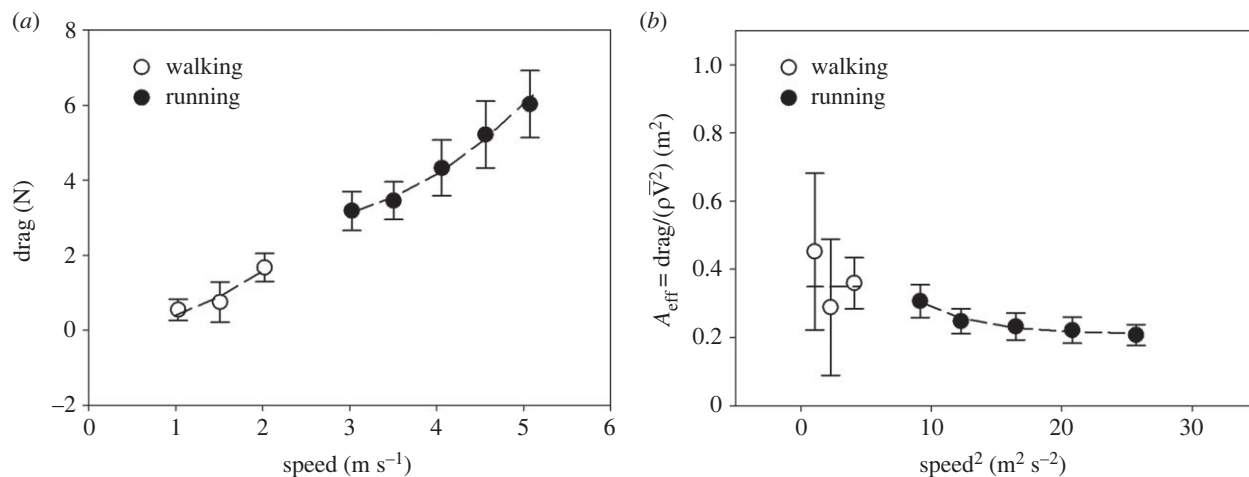 (a)
8
6
4
2
0
–2
drag (N)
walking
running
0 1 2 3 4 5 6
speed (m s⁻¹)
(b)
1.0
0.8
0.6
0.4
0.2
0
A_eff = drag/(ρV̅²) (m²)
walking
running
0 10 20 30
speed² (m² s⁻²)